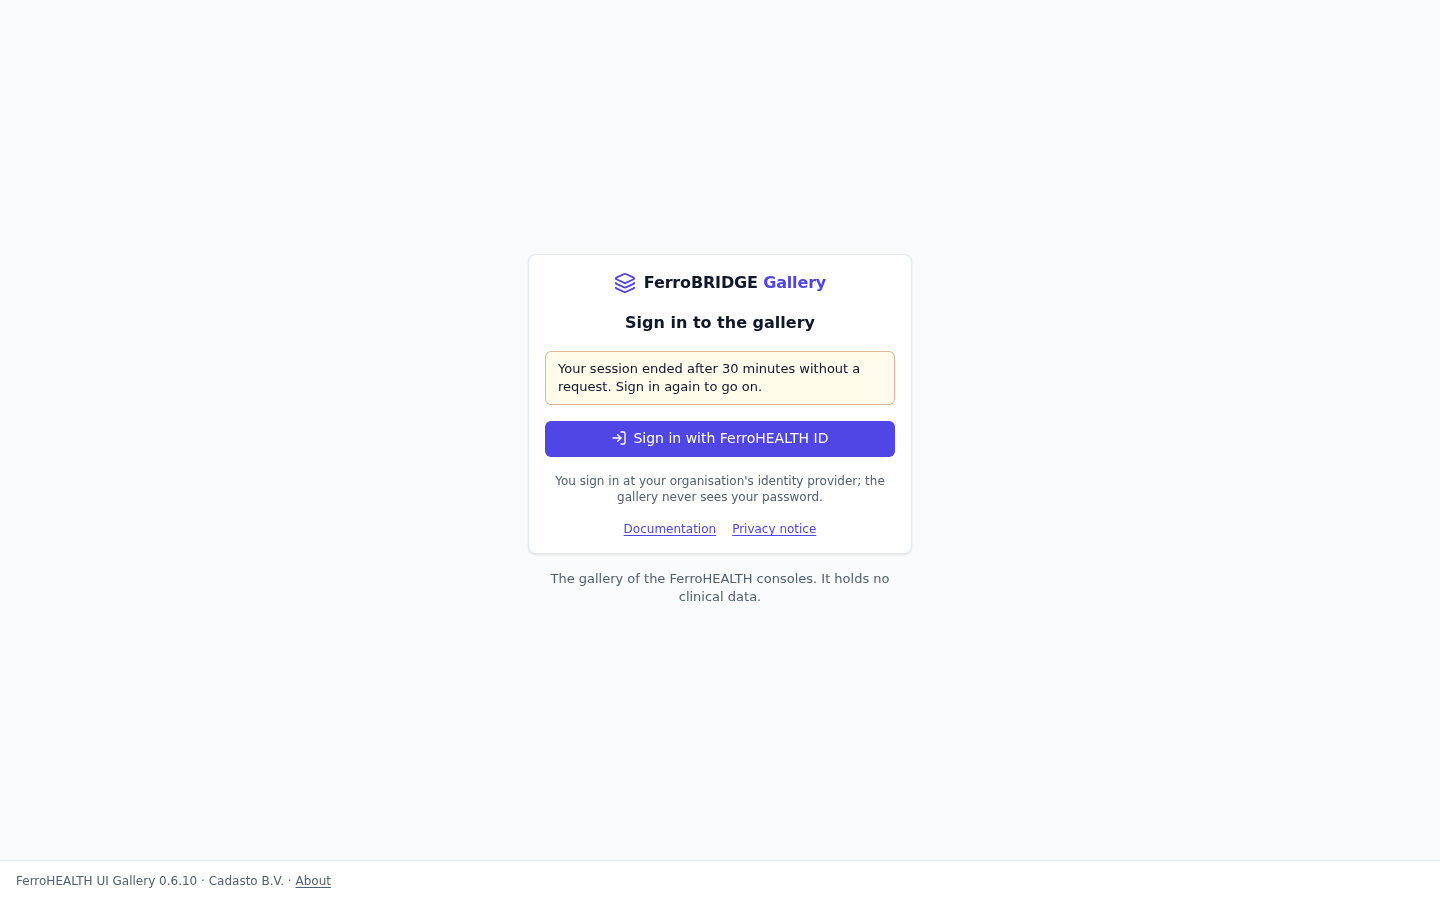 FerroBRIDGE Gallery
Sign in to the gallery
Your session ended after 30 minutes without a
request. Sign in again to go on.
Sign in with FerroHEALTH ID
You sign in at your organisation's identity provider; the
gallery never sees your password.
Documentation Privacy notice
The gallery of the FerroHEALTH consoles. It holds no
clinical data.
FerroHEALTH UI Gallery 0.6.10 · Cadasto B.V. · About